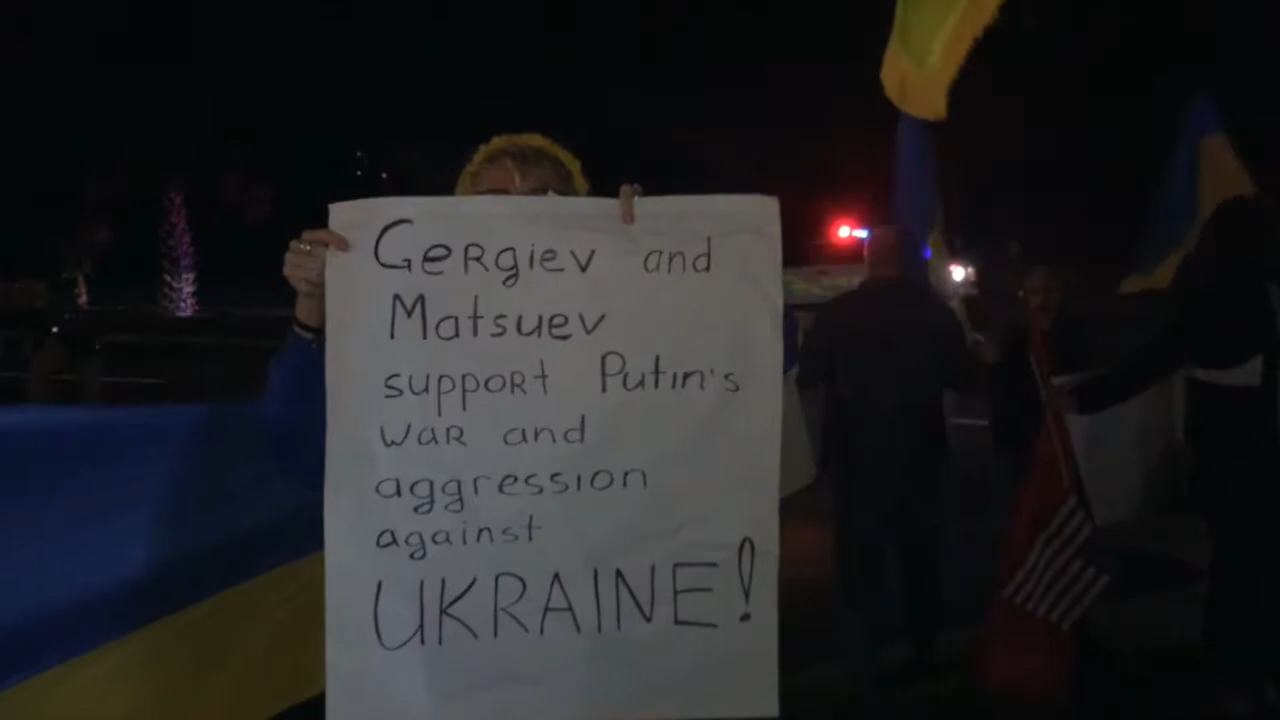 Gergiev and
Matsuev
support Putin's
war and
aggression
against
UKRAINE!